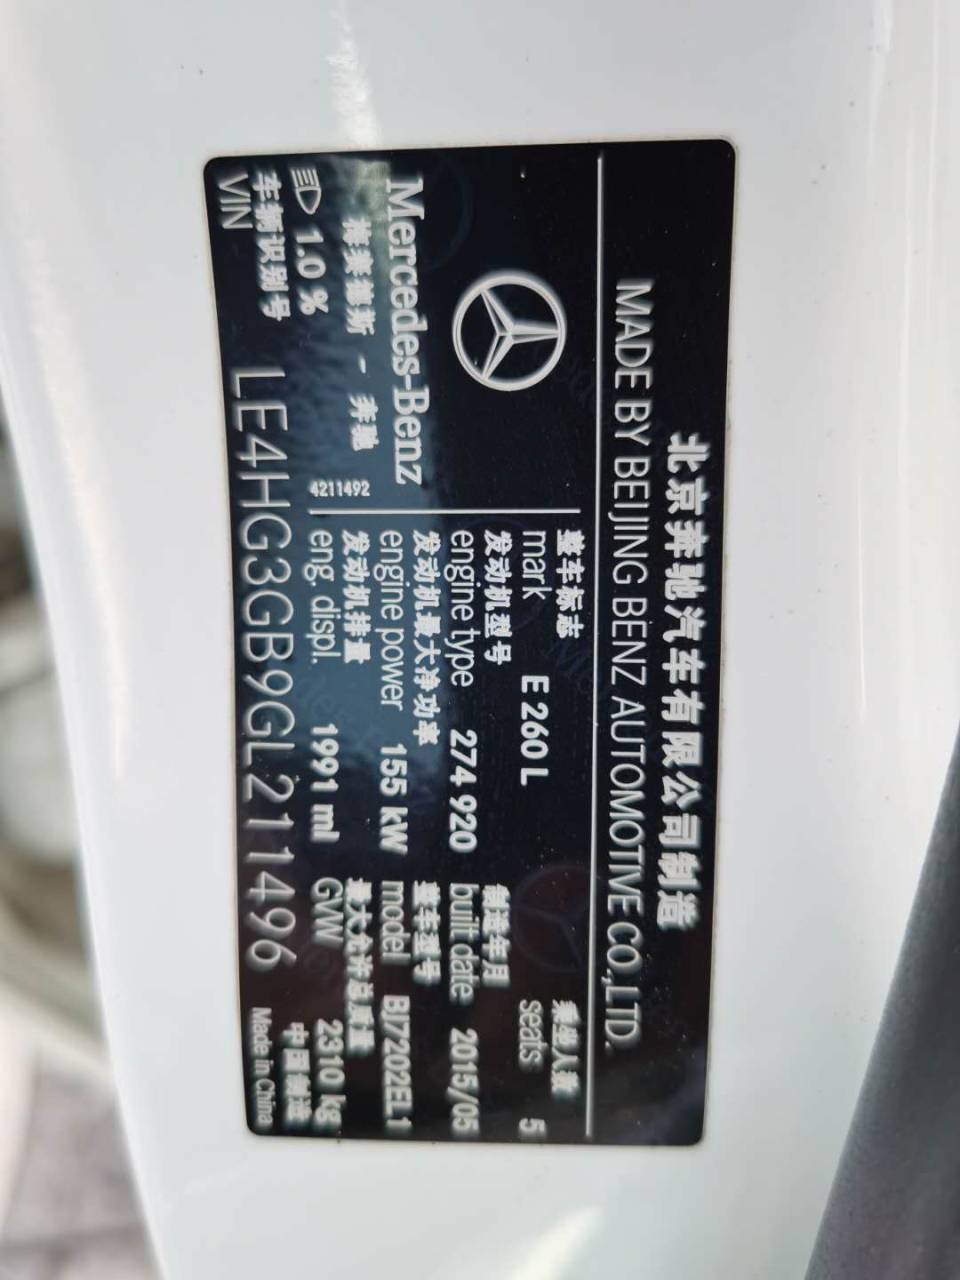 北京奔驰汽车有限公司制造
MADE BY BEIJING BENZ AUTOMOTIVE CO.,LTD.
整车标志
mark E 260 L
乘坐人数
seats 5
发动机型号
engine type 274 920
制造年月
built date 2015/05
发动机最大净功率
engine power 155 kW
整车型号
model BJ7202EL1
发动机排量
eng. displ. 1991 ml
最大允许总质量
GVW 2310 kg
Mercedes-Benz
梅赛德斯 - 奔驰
4211492
1.0 %
车辆识别号
VIN LE4HG3GB9GL211496
中国制造
Made in China